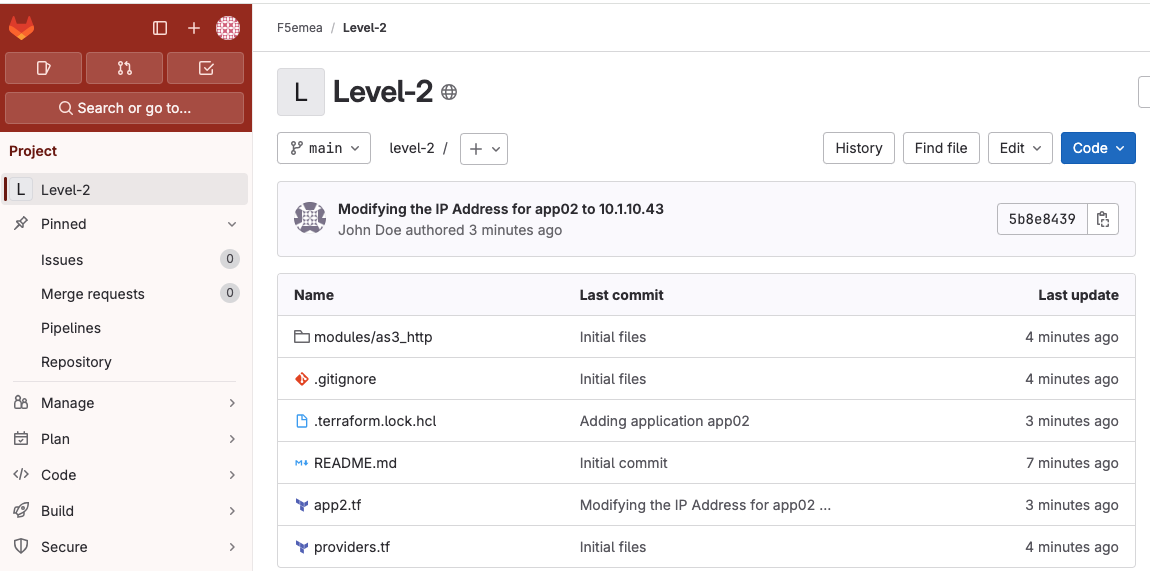 F5emea / Level-2
Search or go to...
Project
L Level-2
Pinned
Issues 0
Merge requests 0
Pipelines
Repository
Manage
Plan
Code
Build
Secure
L Level-2
main level-2 / + History Find file Edit Code
Modifying the IP Address for app02 to 10.1.10.43
John Doe authored 3 minutes ago
5b8e8439
Name Last commit Last update
modules/as3_http Initial files 4 minutes ago
.gitignore Initial files 4 minutes ago
.terraform.lock.hcl Adding application app02 3 minutes ago
README.md Initial commit 7 minutes ago
app2.tf Modifying the IP Address for app02 ... 3 minutes ago
providers.tf Initial files 4 minutes ago